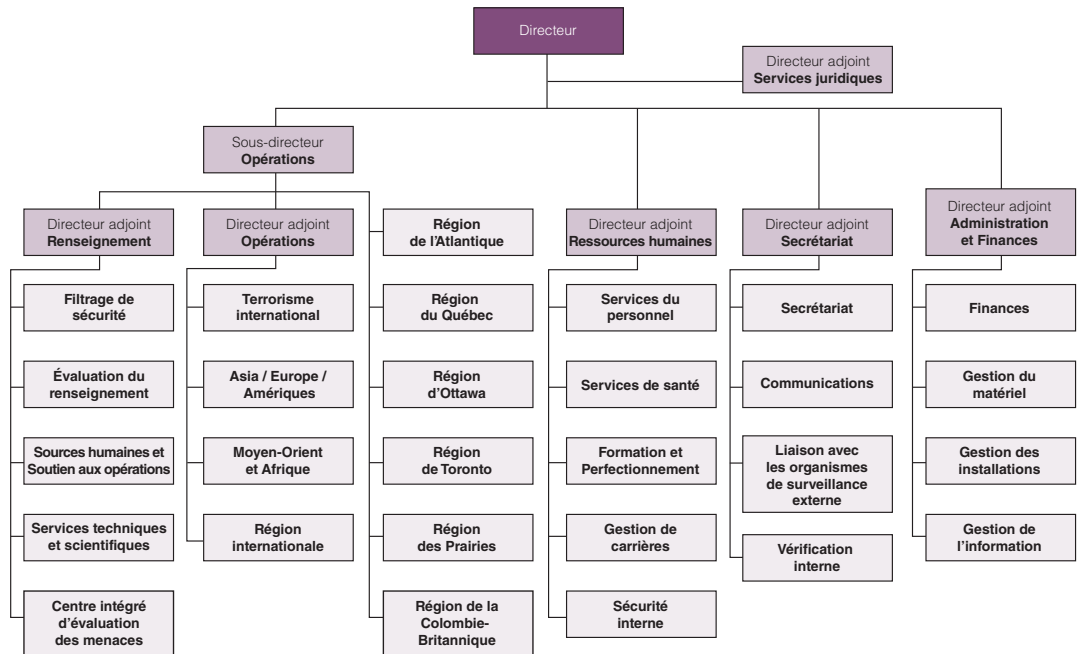 Directeur
Directeur adjoint
Services juridiques
Sous-directeur
Opérations
Directeur adjoint
Renseignement
Filtrage de
sécurité
Évaluation du
renseignement
Sources humaines et
Soutien aux opérations
Services techniques
et scientifiques
Centre intégré
d'évaluation
des menaces
Directeur adjoint
Opérations
Terrorisme
international
Asia / Europe /
Amériques
Moyen-Orient
et Afrique
Région
internationale
Région
de l'Atlantique
Région
du Québec
Région
d'Ottawa
Région
de Toronto
Région
des Prairies
Région de la
Colombie-
Britannique
Directeur adjoint
Ressources humaines
Services du
personnel
Services de santé
Formation et
Perfectionnement
Gestion de
carrières
Sécurité
interne
Directeur adjoint
Secrétariat
Secrétariat
Communications
Liaison avec
les organismes
de surveillance
externe
Vérification
interne
Directeur adjoint
Administration
et Finances
Finances
Gestion du
matériel
Gestion des
installations
Gestion de
l'information